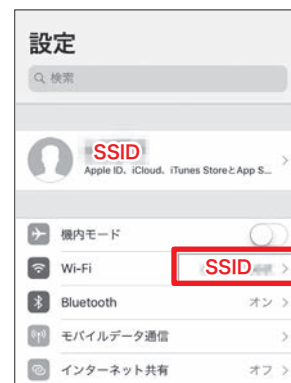 設定
検索
SSID
Apple ID、iCloud、iTunes StoreとApp S...
機内モード
Wi-Fi
SSID
Bluetooth
オン
モバイルデータ通信
インターネット共有
オフ